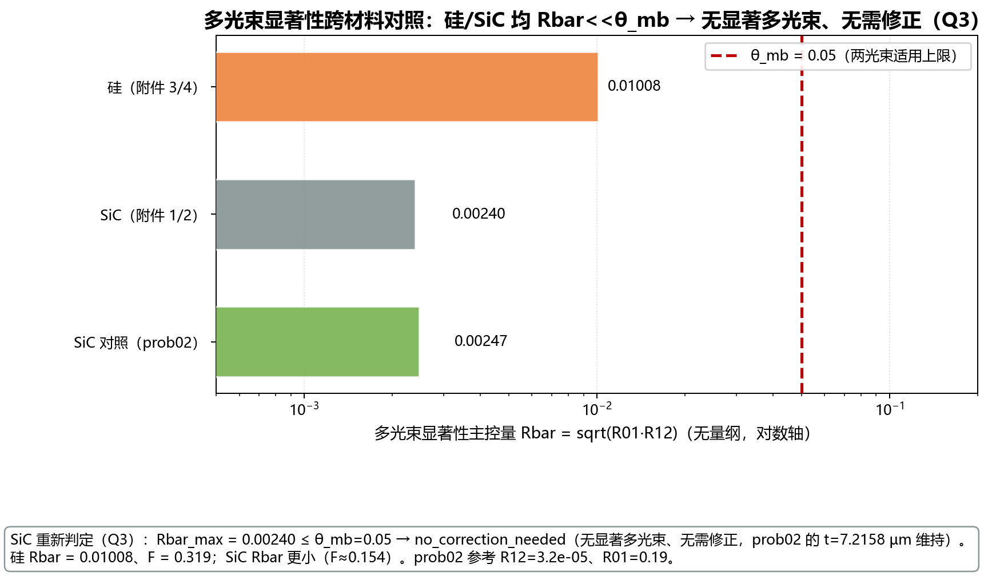 多光束显著性跨材料对照：硅/SiC 均 Rbar<<θ_mb → 无显著多光束、无需修正（Q3）
θ_mb = 0.05（两光束适用上限）
硅（附件 3/4）
0.01008
SiC（附件 1/2）
0.00240
SiC 对照（prob02）
0.00247
10⁻³
10⁻²
10⁻¹
多光束显著性主控量 Rbar = sqrt(R01·R12)（无量纲，对数轴）
SiC 重新判定（Q3）：Rbar_max = 0.00240 ≤ θ_mb=0.05 → no_correction_needed（无显著多光束、无需修正，prob02 的 t=7.2158 μm 维持）。
硅 Rbar = 0.01008、F = 0.319；SiC Rbar 更小（F≈0.154）。prob02 参考 R12=3.2e-05、R01=0.19。